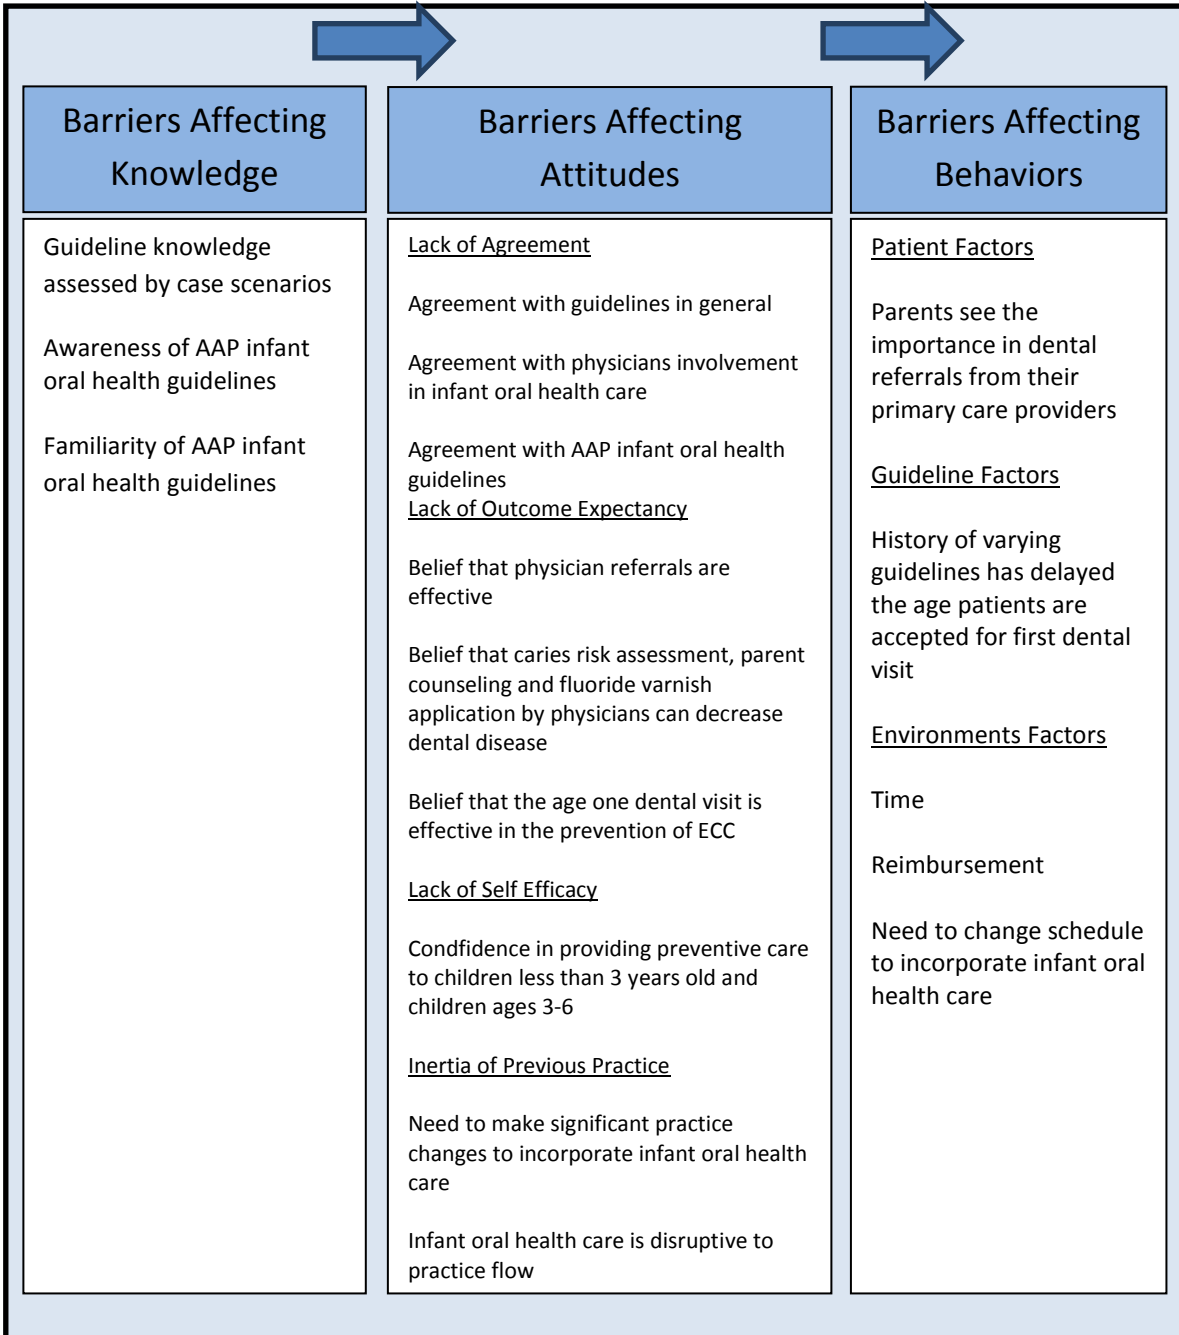 Barriers Affecting
Knowledge
Guideline knowledge
assessed by case scenarios
Awareness of AAP infant
oral health guidelines
Familiarity of AAP infant
oral health guidelines
Barriers Affecting
Attitudes
Lack of Agreement
Agreement with guidelines in general
Agreement with physicians involvement
in infant oral health care
Agreement with AAP infant oral health
guidelines
Lack of Outcome Expectancy
Belief that physician referrals are
effective
Belief that caries risk assessment, parent
counseling and fluoride varnish
application by physicians can decrease
dental disease
Belief that the age one dental visit is
effective in the prevention of ECC
Lack of Self Efficacy
Condfidence in providing preventive care
to children less than 3 years old and
children ages 3-6
Inertia of Previous Practice
Need to make significant practice
changes to incorporate infant oral health
care
Infant oral health care is disruptive to
practice flow
Barriers Affecting
Behaviors
Patient Factors
Parents see the
importance in dental
referrals from their
primary care providers
Guideline Factors
History of varying
guidelines has delayed
the age patients are
accepted for first dental
visit
Environments Factors
Time
Reimbursement
Need to change schedule
to incorporate infant oral
health care